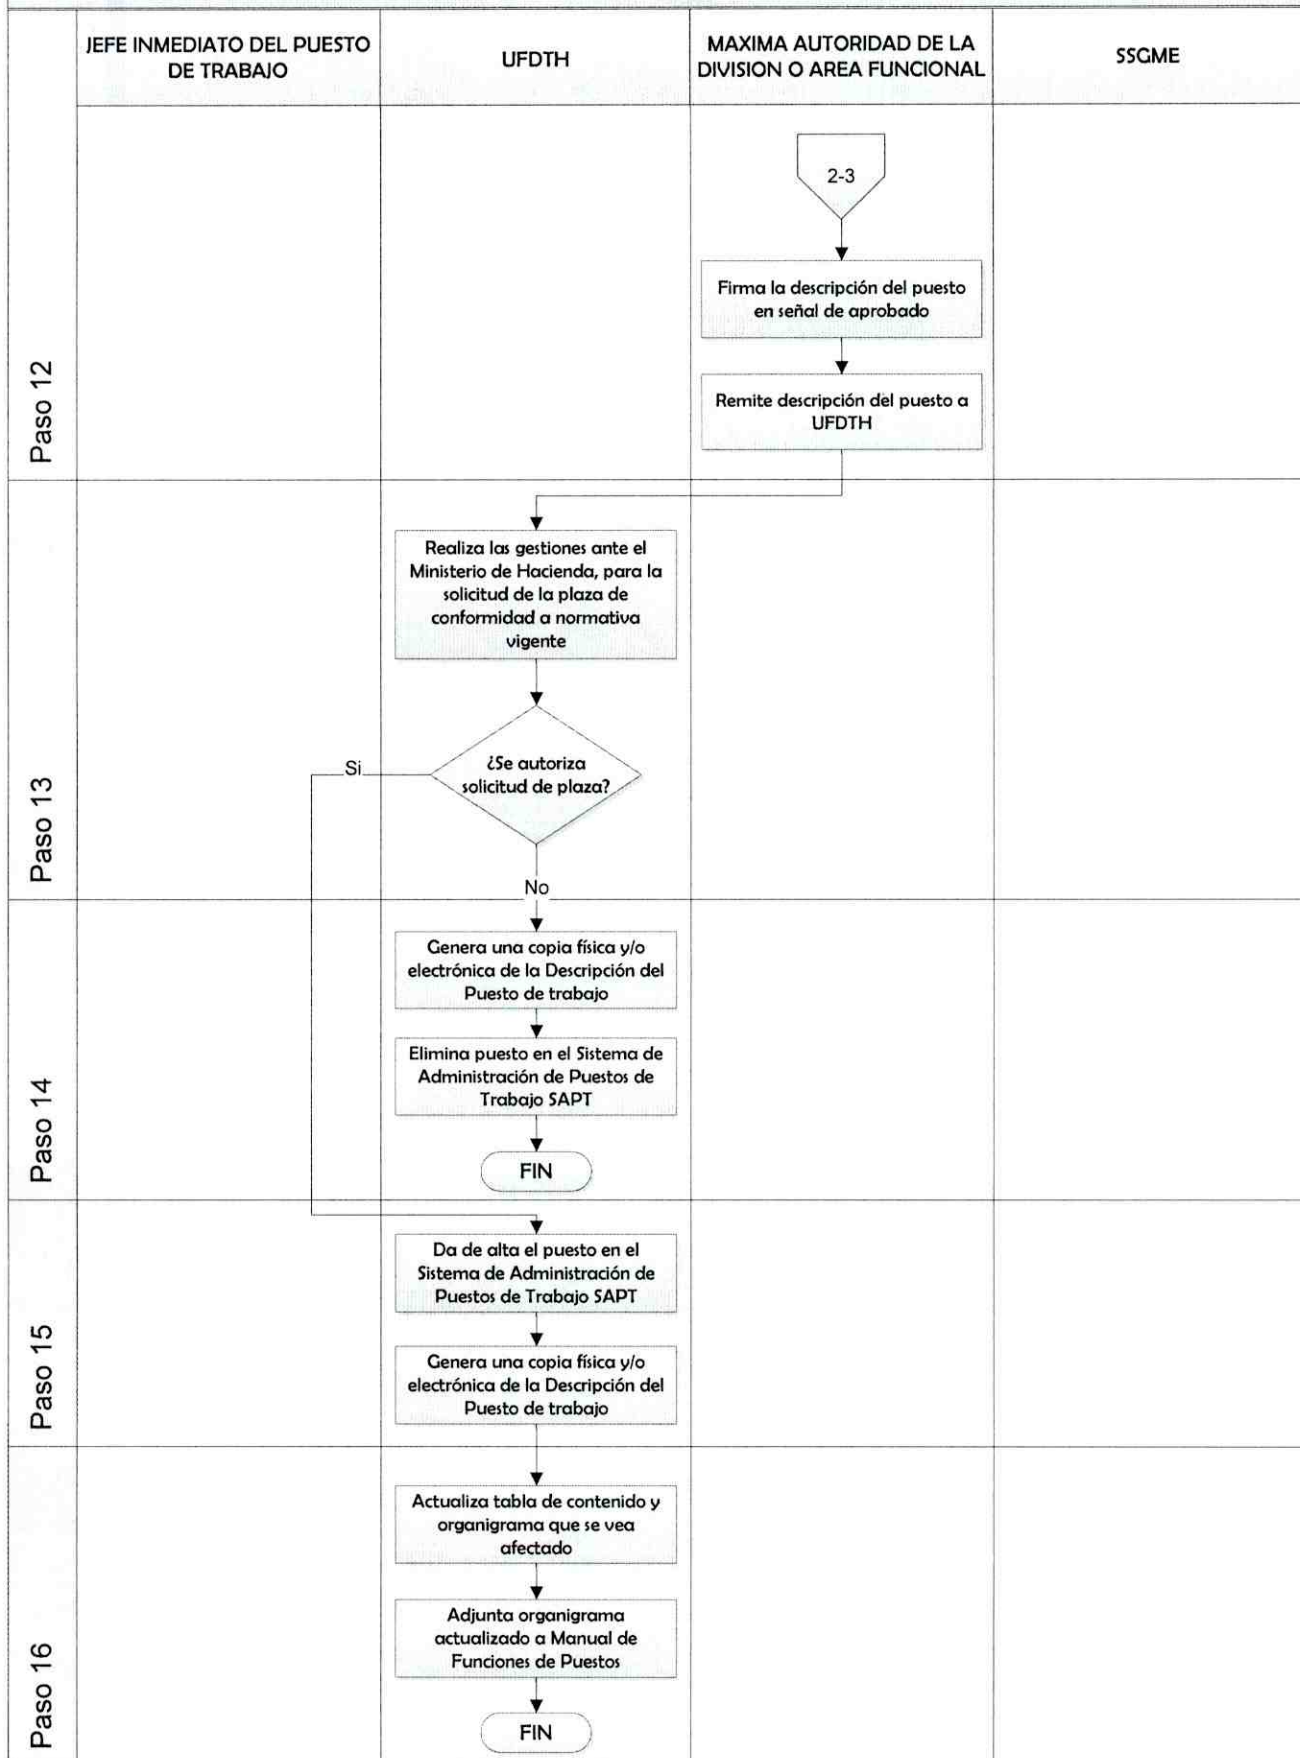 JEFE INMEDIATO DEL PUESTO
DE TRABAJO
UFDTH
MAXIMA AUTORIDAD DE LA
DIVISION O AREA FUNCIONAL
SSGME
Paso 12
2-3
Firma la descripción del puesto
en señal de aprobado
Remite descripción del puesto a
UFDTH
Paso 13
Realiza las gestiones ante el
Ministerio de Hacienda, para la
solicitud de la plaza de
conformidad a normativa
vigente
¿Se autoriza
solicitud de plaza?
Si
No
Paso 14
Genera una copia física y/o
electrónica de la Descripción del
Puesto de trabajo
Elimina puesto en el Sistema de
Administración de Puestos de
Trabajo SAPT
FIN
Paso 15
Da de alta el puesto en el
Sistema de Administración de
Puestos de Trabajo SAPT
Genera una copia física y/o
electrónica de la Descripción del
Puesto de trabajo
Paso 16
Actualiza tabla de contenido y
organigrama que se vea
afectado
Adjunta organigrama
actualizado a Manual de
Funciones de Puestos
FIN